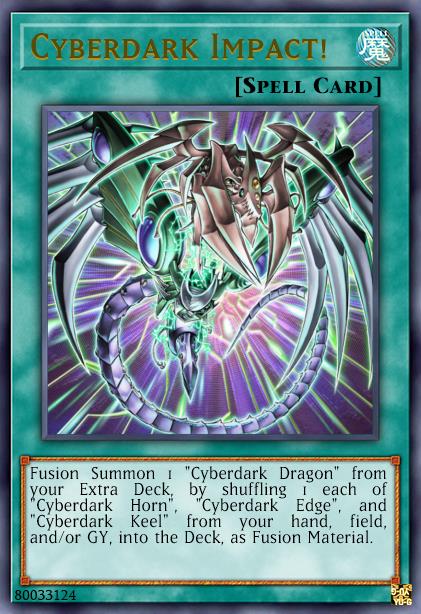 Cyberdark Impact!
魔
[Spell Card]
Fusion Summon 1 "Cyberdark Dragon" from
your Extra Deck, by shuffling 1 each of
"Cyberdark Horn", "Cyberdark Edge", and
"Cyberdark Keel" from your hand, field,
and/or GY, into the Deck, as Fusion Material.
80033124